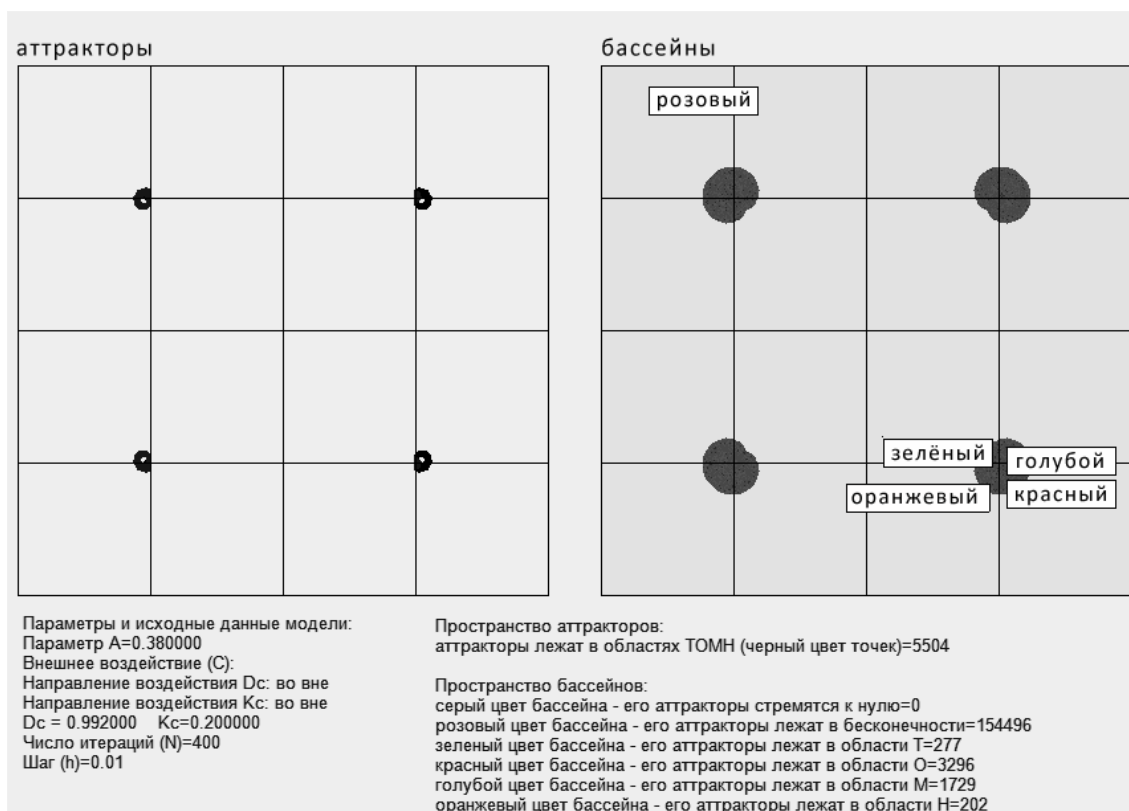 аттракторы
бассейны
розовый
зелёный
голубой
оранжевый
красный
Параметры и исходные данные модели:
Параметр А=0.380000
Внешнее воздействие (С):
Направление воздействия Dc: во вне
Направление воздействия Кс: во вне
Dc = 0.992000 Kc=0.200000
Число итераций (N)=400
Шаг (h)=0.01
Пространство аттракторов:
аттракторы лежат в областях ТОМН (черный цвет точек)=5504
Пространство бассейнов:
серый цвет бассейна - его аттракторы стремятся к нулю=0
розовый цвет бассейна - его аттракторы лежат в бесконечности=154496
зеленый цвет бассейна - его аттракторы лежат в области Т=277
красный цвет бассейна - его аттракторы лежат в области О=3296
голубой цвет бассейна - его аттракторы лежат в области М=1729
оранжевый цвет бассейна - его аттракторы лежат в области Н=202